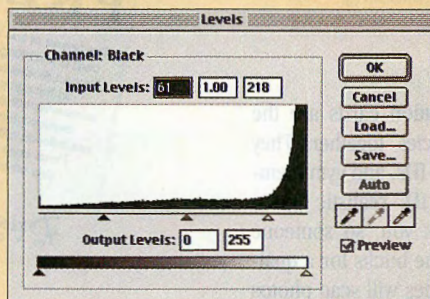 Levels
Channel: Black
Input Levels: 61 1.00 218
Output Levels: 0 255
OK
Cancel
Load...
Save...
Auto
Preview